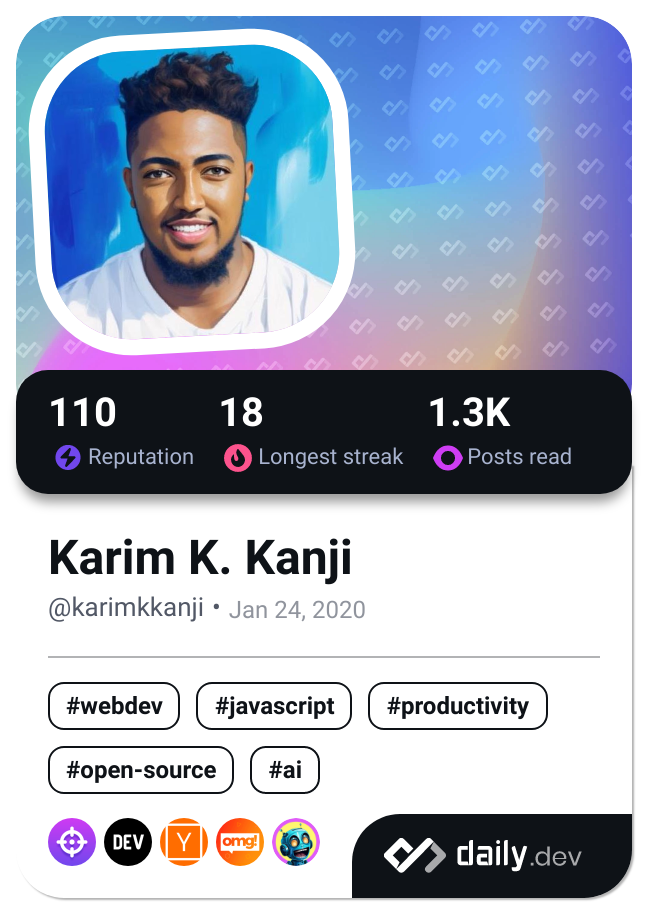 110 18 1.3K
Reputation Longest streak Posts read
Karim K. Kanji
@karimkkanji • Jan 24, 2020
#webdev #javascript #productivity
#open-source #ai
DEV Y omg! daily.dev